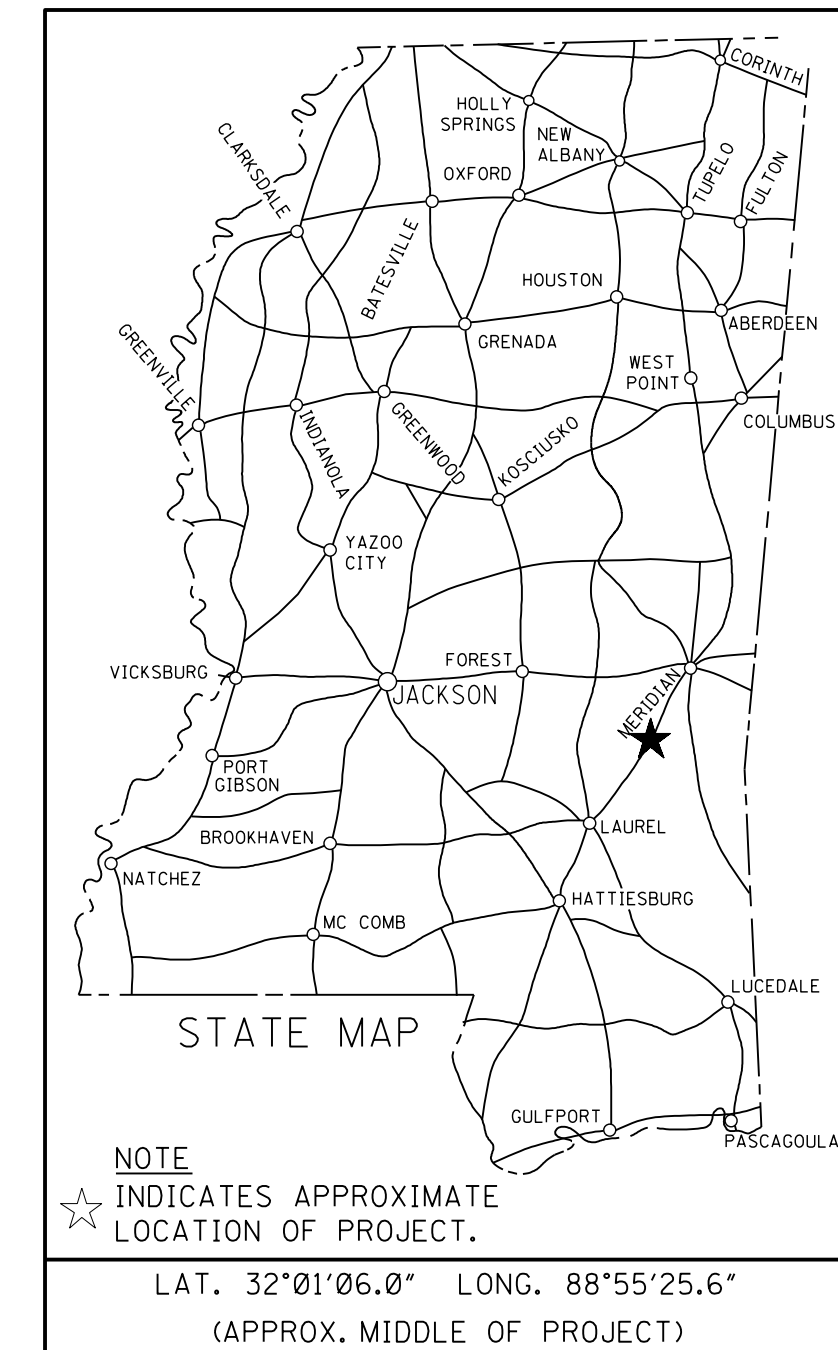 CORINTH
HOLLY
SPRINGS
NEW
ALBANY
CLARKSDALE
OXFORD
TUPELO
FULTON
BATESVILLE
HOUSTON
ABERDEEN
GREENVILLE
GRENADA
WEST
POINT
COLUMBUS
INDIANOLA
GREENWOOD
KOSCIUSKO
YAZOO
CITY
VICKSBURG
FOREST
JACKSON
MERIDIAN
PORT
GIBSON
BROOKHAVEN
LAUREL
NATCHEZ
HATTIESBURG
MC COMB
LUCEDALE
STATE MAP
GULFPORT
PASCAGOULA
NOTE
INDICATES APPROXIMATE
LOCATION OF PROJECT.
LAT. 32°01'06.0" LONG. 88°55'25.6"
(APPROX. MIDDLE OF PROJECT)